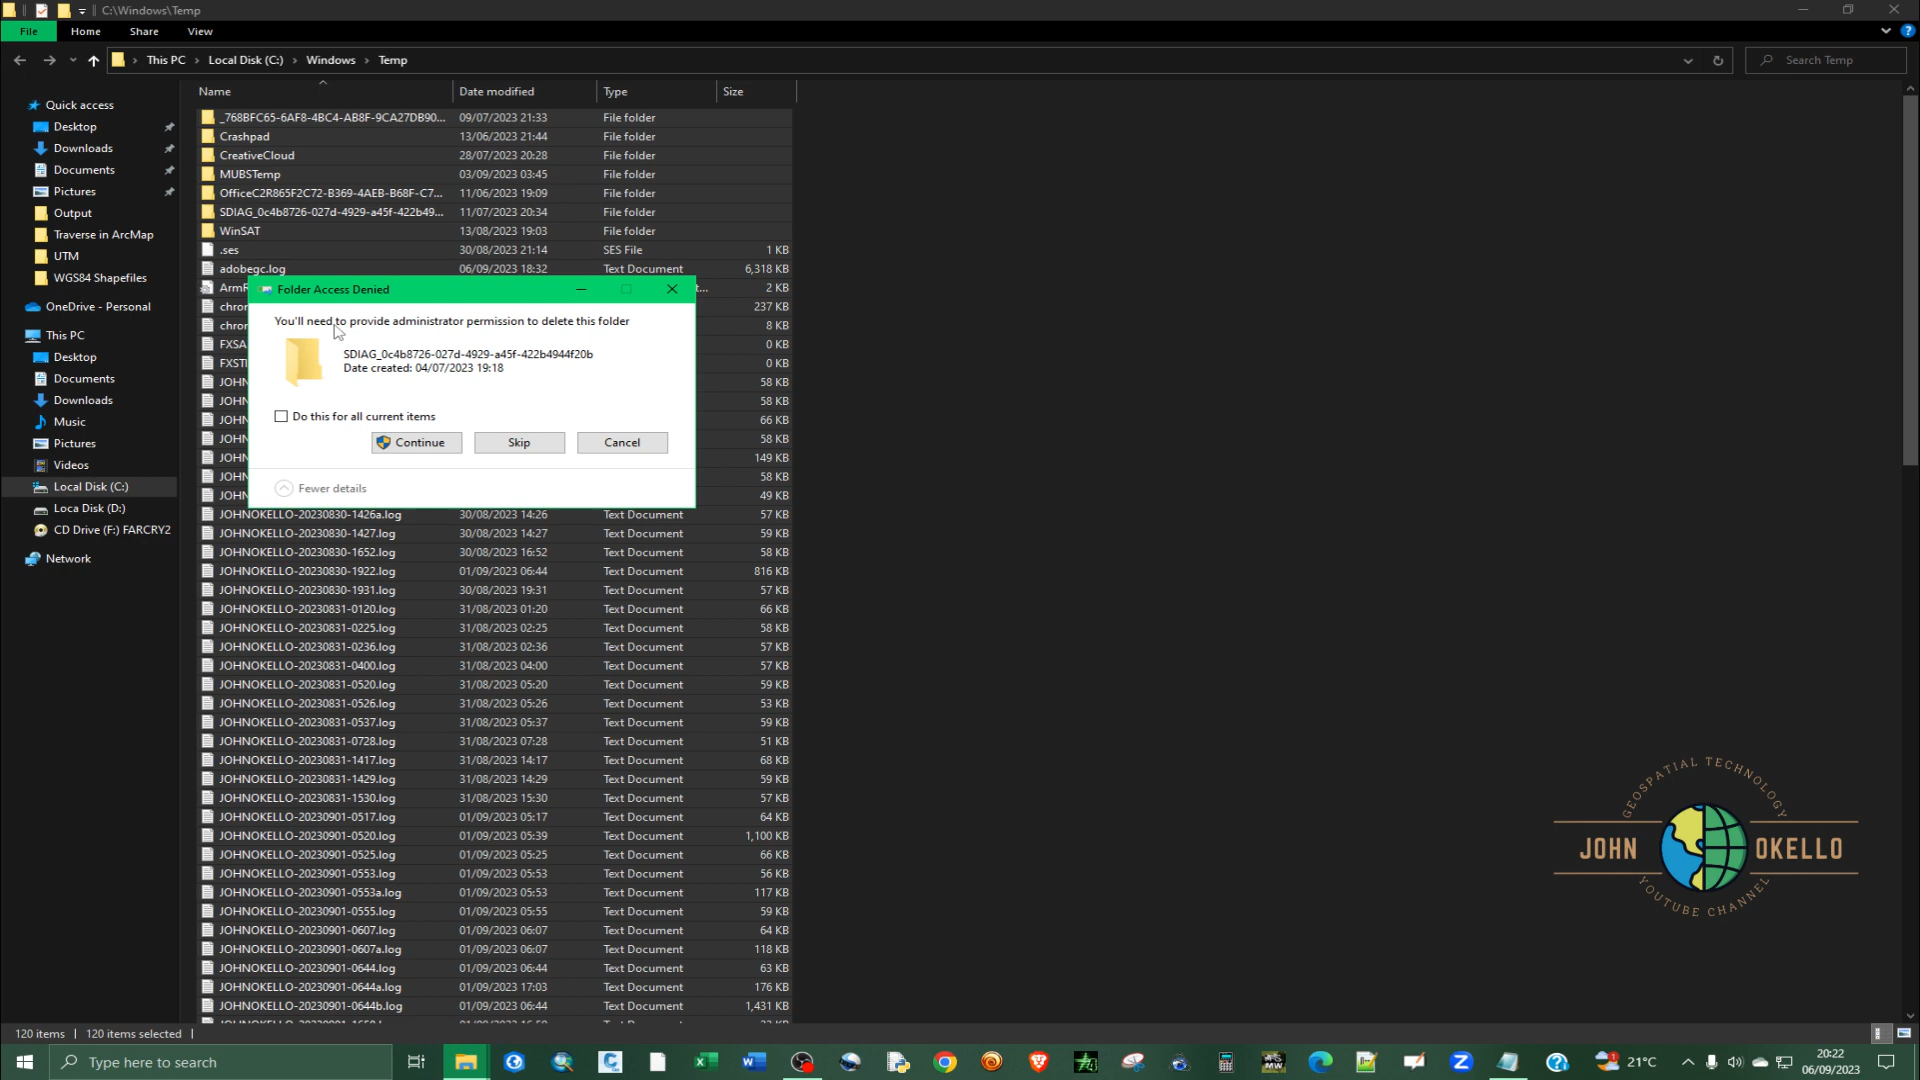 C:\Windows\Temp
File Home Share View
This PC Local Disk (C:) Windows Temp Search Temp
Name Date modified Type Size
Quick access
Desktop
Downloads
Documents
Pictures
Output
Traverse in ArcMap
UTM
WGS84 Shapefiles
OneDrive - Personal
This PC
Desktop
Documents
Downloads
Music
Pictures
Videos
Local Disk (C:)
Loca Disk (D:)
CD Drive (F:) FARCRY2
Network
_768BFC65-6AF8-4BC4-AB8F-9CA27DB90... 09/07/2023 21:33 File folder
Crashpad 13/06/2023 21:44 File folder
CreativeCloud 28/07/2023 20:28 File folder
MUBSTemp 03/09/2023 03:45 File folder
OfficeC2R865F2C72-B369-4AEB-B68F-C7... 11/06/2023 19:09 File folder
SDIAG_0c4b8726-027d-4929-a45f-422b49... 11/07/2023 20:34 File folder
WinSAT 13/08/2023 19:03 File folder
.ses 30/08/2023 21:14 SES File 1 KB
adobegc.log 06/09/2023 18:32 Text Document 6,318 KB
2 KB
237 KB
8 KB
0 KB
0 KB
58 KB
58 KB
66 KB
58 KB
149 KB
58 KB
49 KB
Folder Access Denied
You'll need to provide administrator permission to delete this folder
SDIAG_0c4b8726-027d-4929-a45f-422b4944f20b
Date created: 04/07/2023 19:18
Do this for all current items
Continue Skip Cancel
Fewer details
JOHNOKELLO-20230830-1426a.log 30/08/2023 14:26 Text Document 57 KB
JOHNOKELLO-20230830-1427.log 30/08/2023 14:27 Text Document 59 KB
JOHNOKELLO-20230830-1652.log 30/08/2023 16:52 Text Document 58 KB
JOHNOKELLO-20230830-1922.log 01/09/2023 06:44 Text Document 816 KB
JOHNOKELLO-20230830-1931.log 30/08/2023 19:31 Text Document 57 KB
JOHNOKELLO-20230831-0120.log 31/08/2023 01:20 Text Document 66 KB
JOHNOKELLO-20230831-0225.log 31/08/2023 02:25 Text Document 58 KB
JOHNOKELLO-20230831-0236.log 31/08/2023 02:36 Text Document 57 KB
JOHNOKELLO-20230831-0400.log 31/08/2023 04:00 Text Document 57 KB
JOHNOKELLO-20230831-0520.log 31/08/2023 05:20 Text Document 59 KB
JOHNOKELLO-20230831-0526.log 31/08/2023 05:26 Text Document 53 KB
JOHNOKELLO-20230831-0537.log 31/08/2023 05:37 Text Document 59 KB
JOHNOKELLO-20230831-0728.log 31/08/2023 07:28 Text Document 51 KB
JOHNOKELLO-20230831-1417.log 31/08/2023 14:17 Text Document 68 KB
JOHNOKELLO-20230831-1429.log 31/08/2023 14:29 Text Document 59 KB
JOHNOKELLO-20230831-1530.log 31/08/2023 15:30 Text Document 57 KB
JOHNOKELLO-20230901-0517.log 01/09/2023 05:17 Text Document 64 KB
JOHNOKELLO-20230901-0520.log 01/09/2023 05:39 Text Document 1,100 KB
JOHNOKELLO-20230901-0525.log 01/09/2023 05:25 Text Document 66 KB
JOHNOKELLO-20230901-0553.log 01/09/2023 05:53 Text Document 56 KB
JOHNOKELLO-20230901-0553a.log 01/09/2023 05:53 Text Document 117 KB
JOHNOKELLO-20230901-0555.log 01/09/2023 05:55 Text Document 59 KB
JOHNOKELLO-20230901-0607.log 01/09/2023 06:07 Text Document 64 KB
JOHNOKELLO-20230901-0607a.log 01/09/2023 06:07 Text Document 118 KB
JOHNOKELLO-20230901-0644.log 01/09/2023 06:44 Text Document 63 KB
JOHNOKELLO-20230901-0644a.log 01/09/2023 17:03 Text Document 176 KB
JOHNOKELLO-20230901-0644b.log 01/09/2023 06:44 Text Document 1,431 KB
GEOSPATIAL TECHNOLOGY
JOHN OKELLO
YOUTUBE CHANNEL
120 items 120 items selected
Type here to search
21°C
20:22
06/09/2023